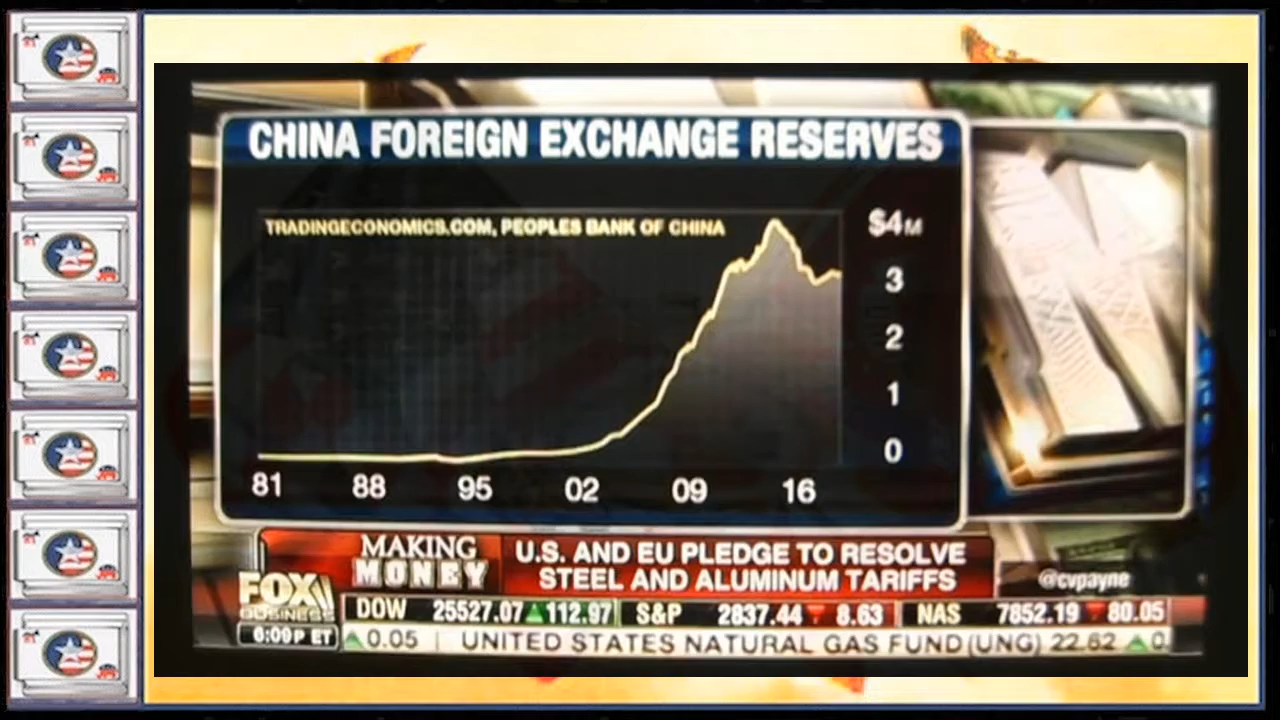 CHINA FOREIGN EXCHANGE RESERVES
TRADINGECONOMICS.COM, PEOPLES BANK OF CHINA
$4M
3
2
1
0
81 88 95 02 09 16
MAKING
MONEY
U.S. AND EU PLEDGE TO RESOLVE
STEEL AND ALUMINUM TARIFFS
@cvpayne
FOX
BUSINESS
DOW 25527.07 ▲ 112.97 S&P 2837.44 ▼ 8.63 NAS 7852.19 ▼ 80.05
6:09P ET
▲0.05 | UNITED STATES NATURAL GAS FUND(UNG) 22.62 ▲0